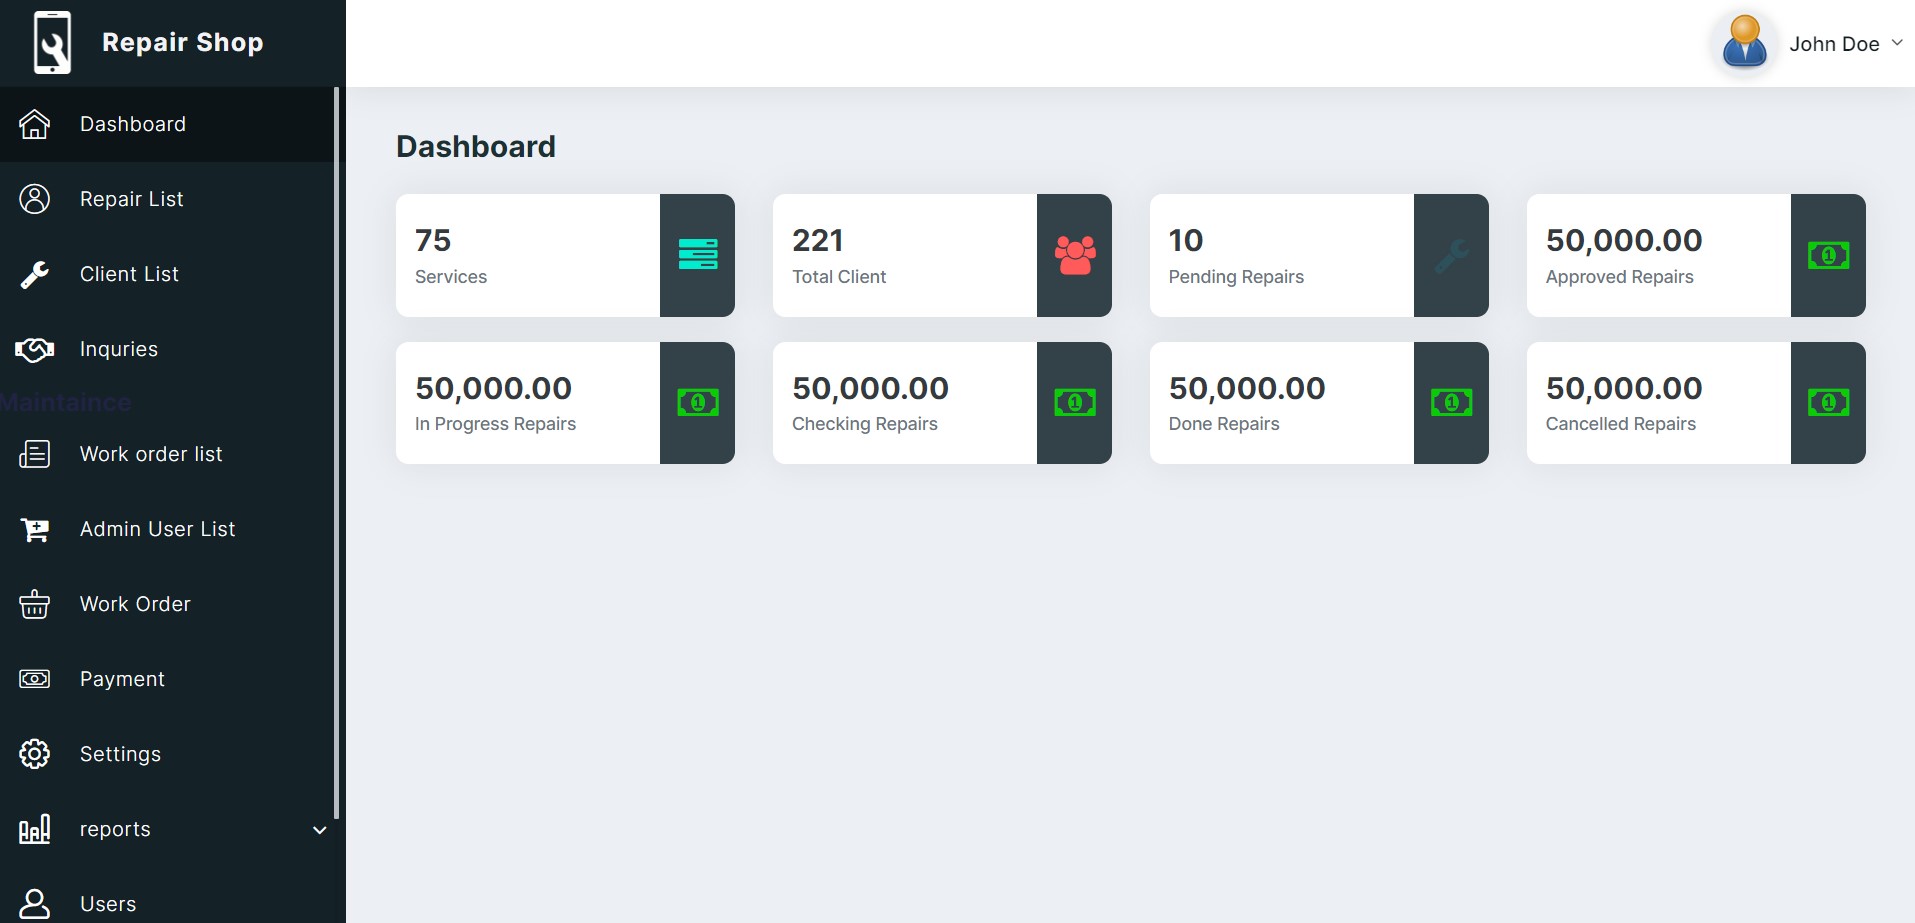 Repair Shop
John Doe
Dashboard
Repair List
Client List
Inquries
Maintaince
Work order list
Admin User List
Work Order
Payment
Settings
reports
Users
Dashboard
75
Services
221
Total Client
10
Pending Repairs
50,000.00
Approved Repairs
50,000.00
In Progress Repairs
50,000.00
Checking Repairs
50,000.00
Done Repairs
50,000.00
Cancelled Repairs